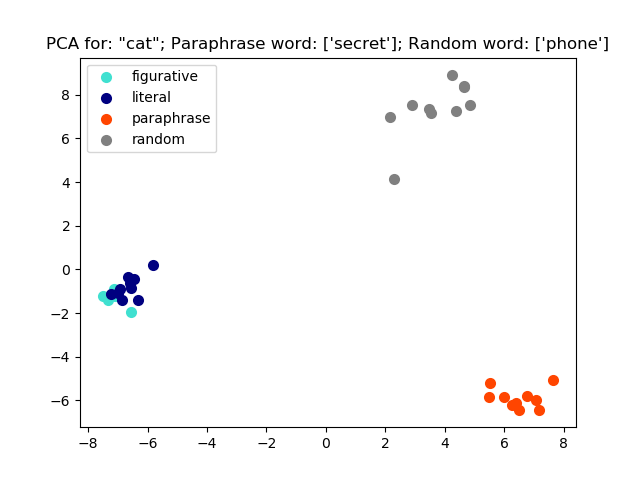 PCA for: "cat"; Paraphrase word: ['secret']; Random word: ['phone']
figurative
literal
paraphrase
random
8
6
4
2
0
−2
−4
−6
−8 −6 −4 −2 0 2 4 6 8